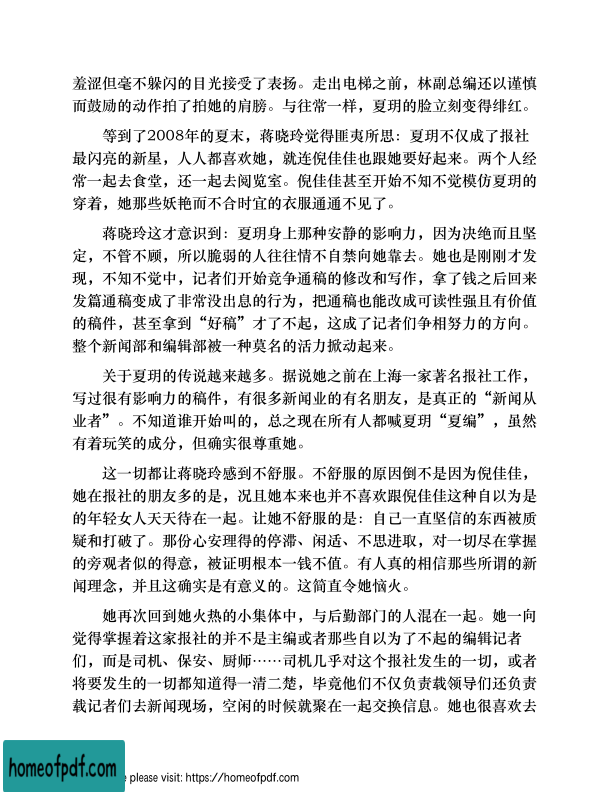 羞涩但毫不躲闪的目光接受了表扬。走出电梯之前，林副总编还以谨慎
而鼓励的动作拍了拍她的肩膀。与往常一样，夏玥的脸立刻变得绯红。
等到了2008年的夏末，蒋晓玲觉得匪夷所思：夏玥不仅成了报社
最闪亮的新星，人人都喜欢她，就连倪佳佳也跟她要好起来。两个人经
常一起去食堂，还一起去阅览室。倪佳佳甚至开始不知不觉模仿夏玥的
穿着，她那些妖艳而不合时宜的衣服通通不见了。
蒋晓玲这才意识到：夏玥身上那种安静的影响力，因为决绝而且坚
定，不管不顾，所以脆弱的人往往情不自禁向她靠去。她也是刚刚才发
现，不知不觉中，记者们开始竞争通稿的修改和写作，拿了钱之后回来
发篇通稿变成了非常没出息的行为，把通稿也能改成可读性强且有价值
的稿件，甚至拿到“好稿”才了不起，这成了记者们争相努力的方向。
整个新闻部和编辑部被一种莫名的活力掀动起来。
关于夏玥的传说越来越多。据说她之前在上海一家著名报社工作，
写过很有影响力的稿件，有很多新闻业的有名朋友，是真正的“新闻从
业者”。不知道谁开始叫的，总之现在所有人都喊夏玥“夏编”，虽然
有着玩笑的成分，但确实很尊重她。
这一切都让蒋晓玲感到不舒服。不舒服的原因倒不是因为倪佳佳，
她在报社的朋友多的是，况且她本来也并不喜欢跟倪佳佳这种自以为是
的年轻女人天天待在一起。让她不舒服的是：自己一直坚信的东西被质
疑和打破了。那份心安理得的停滞、闲适、不思进取，对一切尽在掌握
的旁观者似的得意，被证明根本一钱不值。有人真的相信那些所谓的新
闻理念，并且这确实是有意义的。这简直令她恼火。
她再次回到她火热的小集体中，与后勤部门的人混在一起。她一向
觉得掌握着这家报社的并不是主编或者那些自以为了不起的编辑记者
们，而是司机、保安、厨师……司机几乎对这个报社发生的一切，或者
将要发生的一切都知道得一清二楚，毕竟他们不仅负责载领导们还负责
载记者们去新闻现场，空闲的时候就聚在一起交换信息。她也很喜欢去
homeofpdf.com
e please visit: https://homeofpdf.com